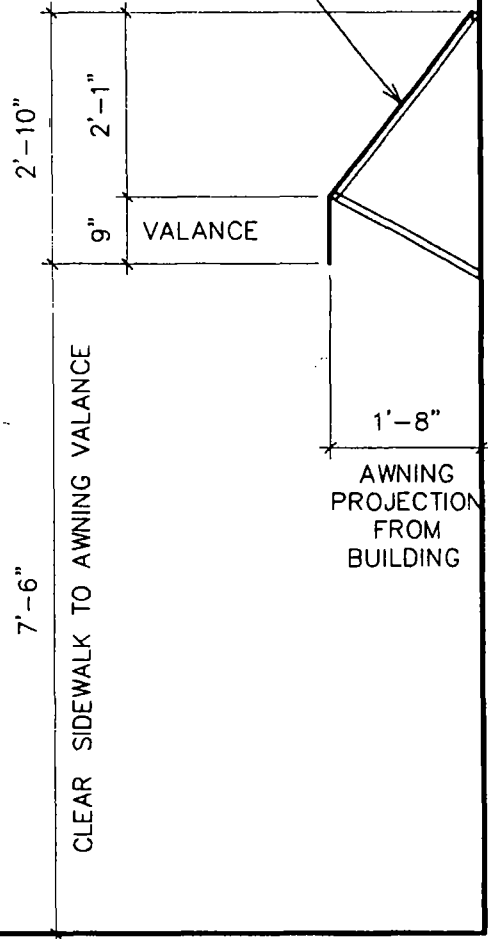 2'-10"
2'-1"
9"
VALANCE
1'-8"
AWNING
PROJECTION
FROM
BUILDING
7'-6"
CLEAR SIDEWALK TO AWNING VALANCE